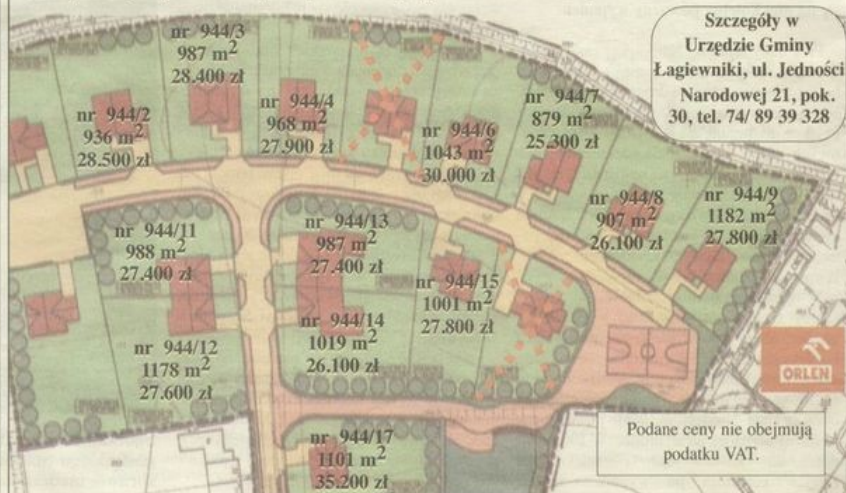 nr 944/3
987 m²
28.400 zł
Szczegóły w
Urzędzie Gminy
Łagiewniki, ul. Jedności
Narodowej 21, pok.
30, tel. 74/ 89 39 328
nr 944/2
936 m²
28.500 zł
nr 944/4
968 m²
27.900 zł
nr 944/6
1043 m²
30.000 zł
nr 944/7
879 m²
25.300 zł
nr 944/8
907 m²
26.100 zł
nr 944/9
1182 m²
27.800 zł
nr 944/11
988 m²
27.400 zł
nr 944/13
987 m²
27.400 zł
nr 944/15
1001 m²
27.800 zł
nr 944/12
1178 m²
27.600 zł
nr 944/14
1019 m²
26.100 zł
ORLEN
nr 944/17
1101 m²
35.200 zł
Podane ceny nie obejmują
podatku VAT.